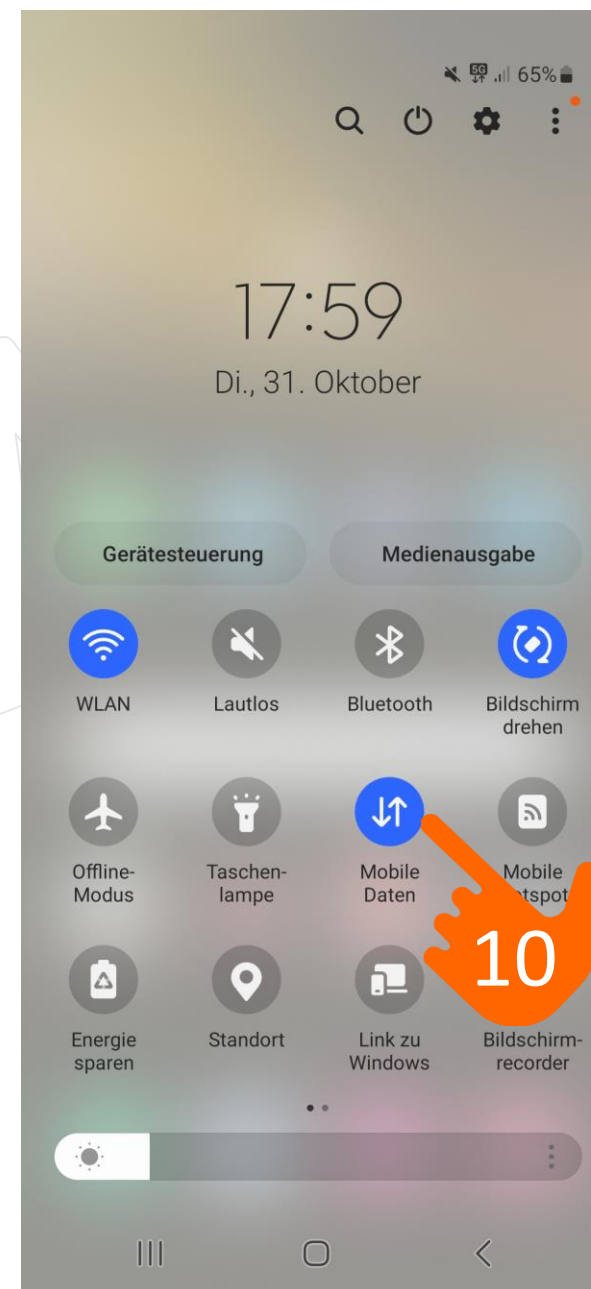 5G 65%
17:59
Di., 31. Oktober
Gerätesteuerung Medienausgabe
WLAN Lautlos Bluetooth Bildschirm
drehen
Offline- Taschen- Mobile Mobile
Modus lampe Daten
10
Energie Standort Link zu Bildschirm-
sparen Windows recorder